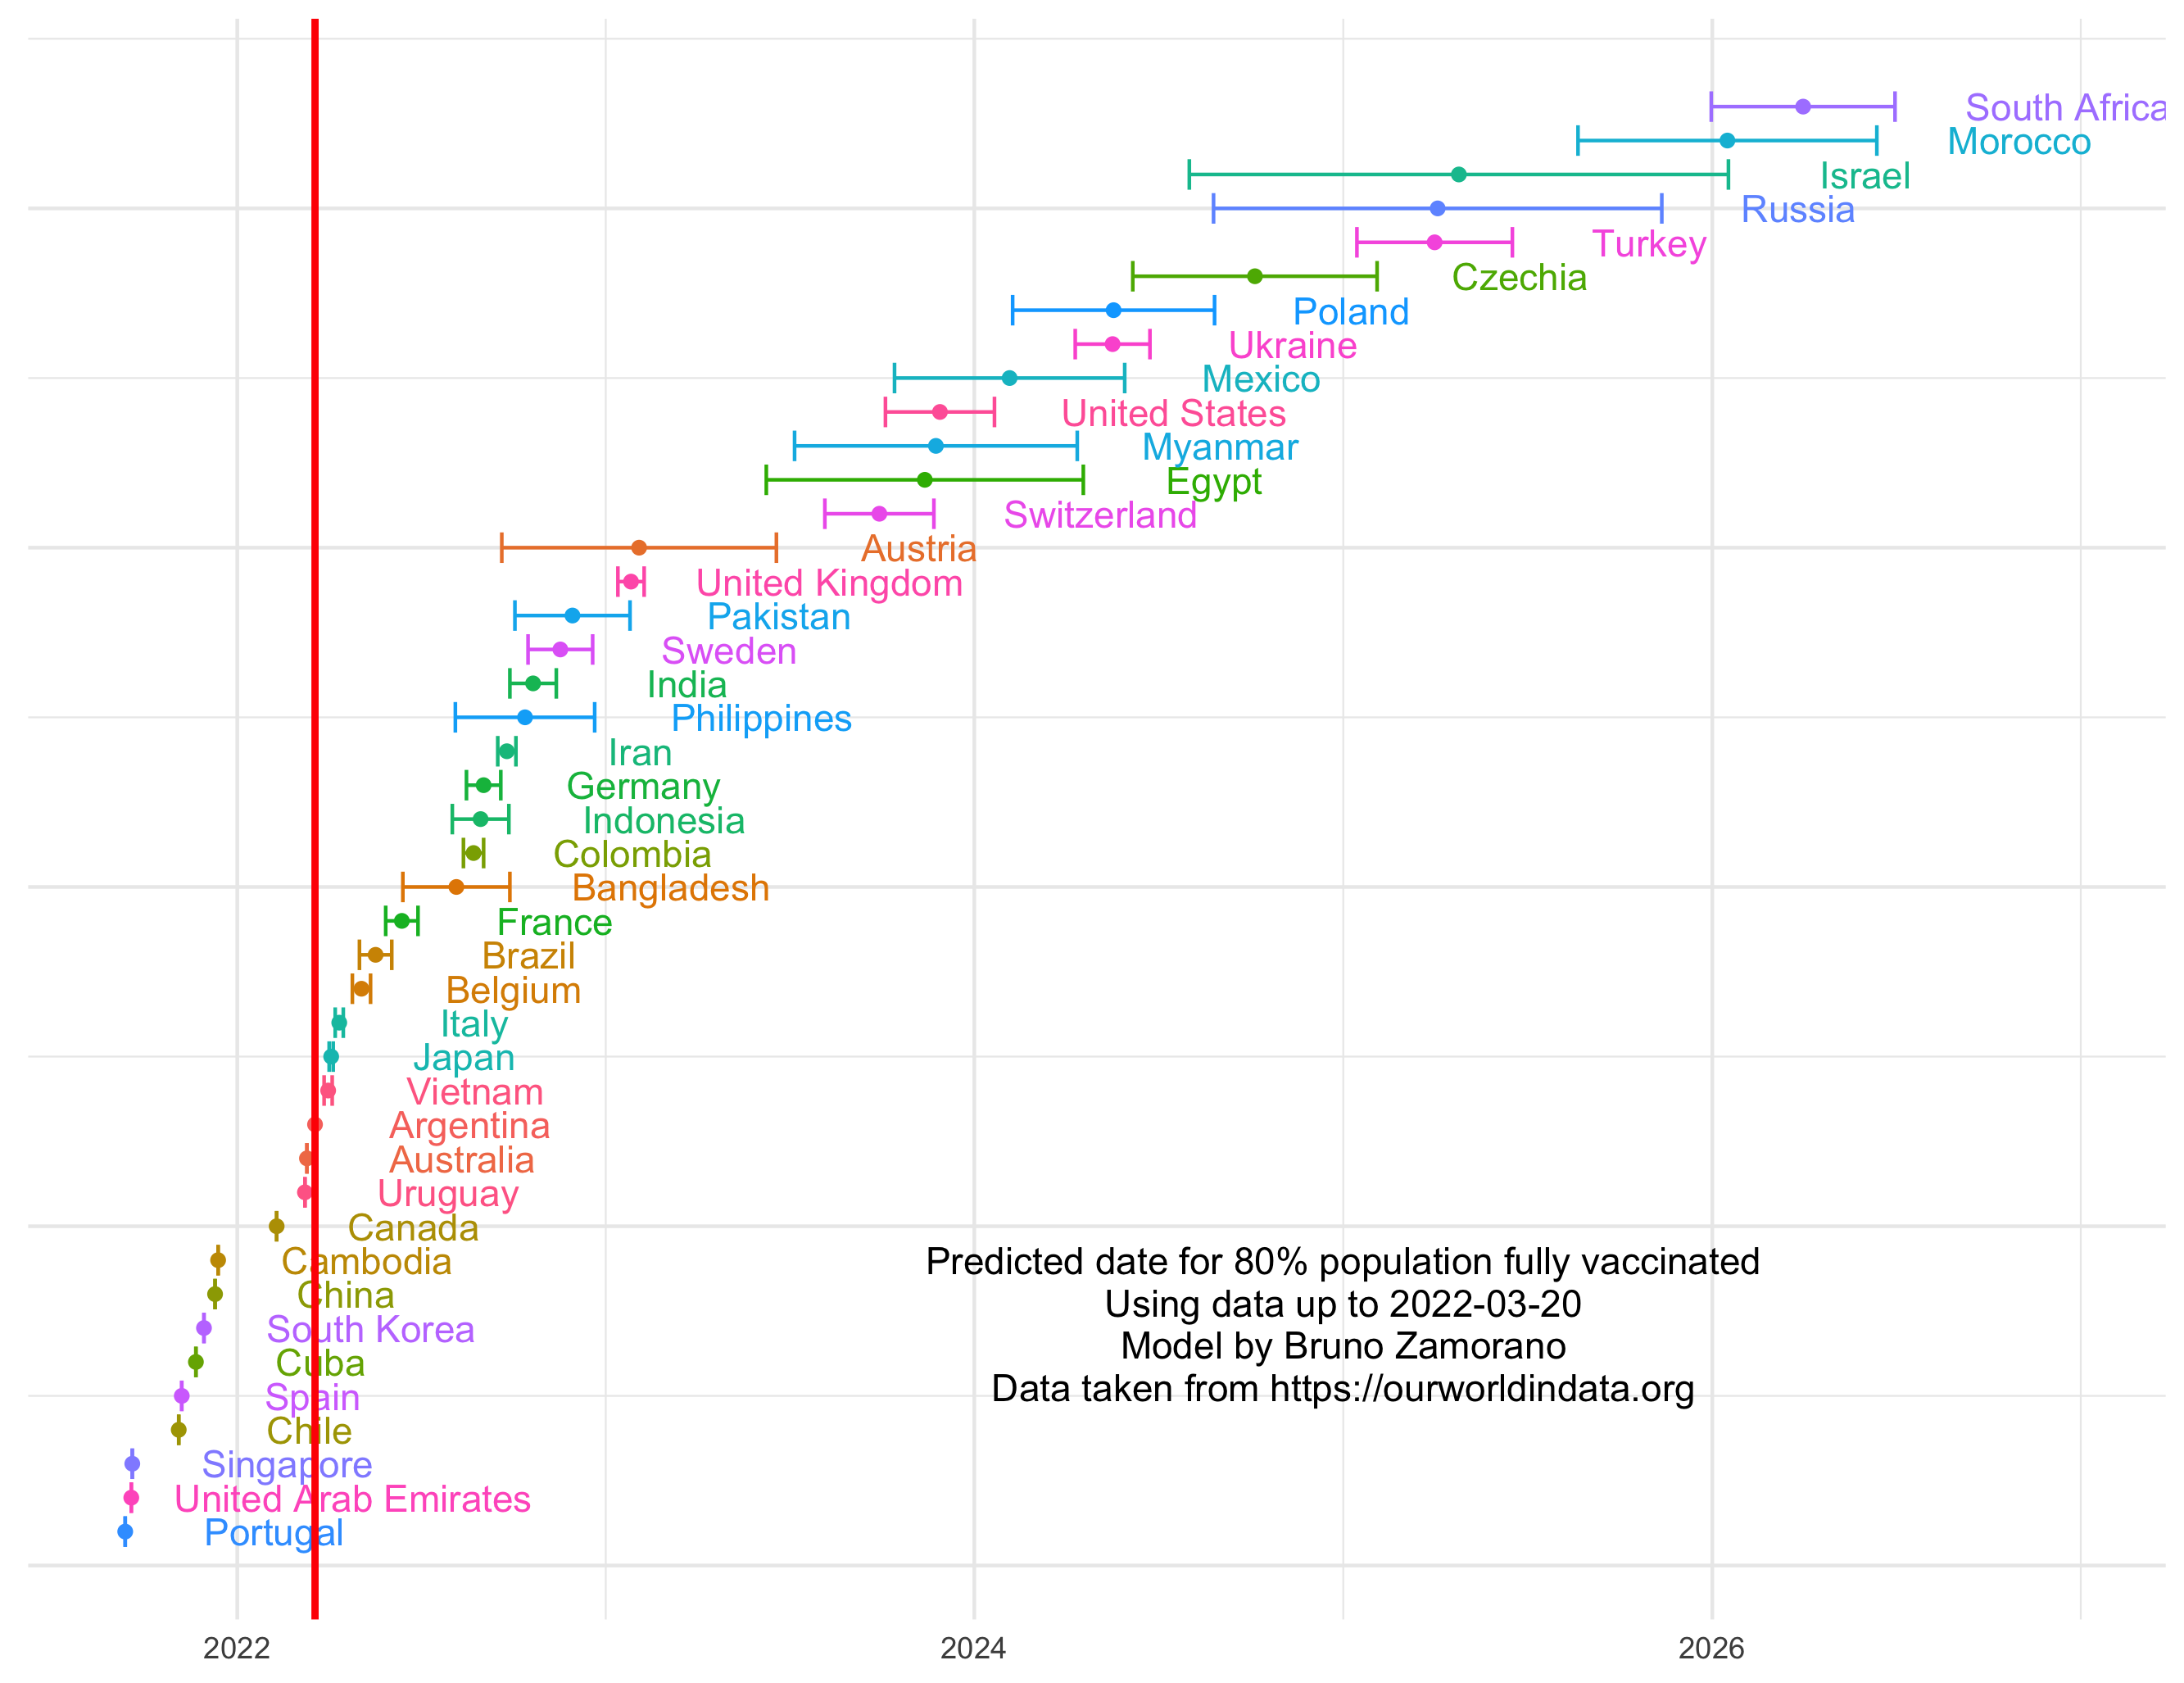 South Africa
Morocco
Israel
Russia
Turkey
Czechia
Poland
Ukraine
Mexico
United States
Myanmar
Egypt
Switzerland
Austria
United Kingdom
Pakistan
Sweden
India
Philippines
Iran
Germany
Indonesia
Colombia
Bangladesh
France
Brazil
Belgium
Italy
Japan
Vietnam
Argentina
Australia
Uruguay
Canada
Cambodia
China
South Korea
Cuba
Spain
Chile
Singapore
United Arab Emirates
Portugal
Predicted date for 80% population fully vaccinated
Using data up to 2022-03-20
Model by Bruno Zamorano
Data taken from https://ourworldindata.org
2022
2024
2026